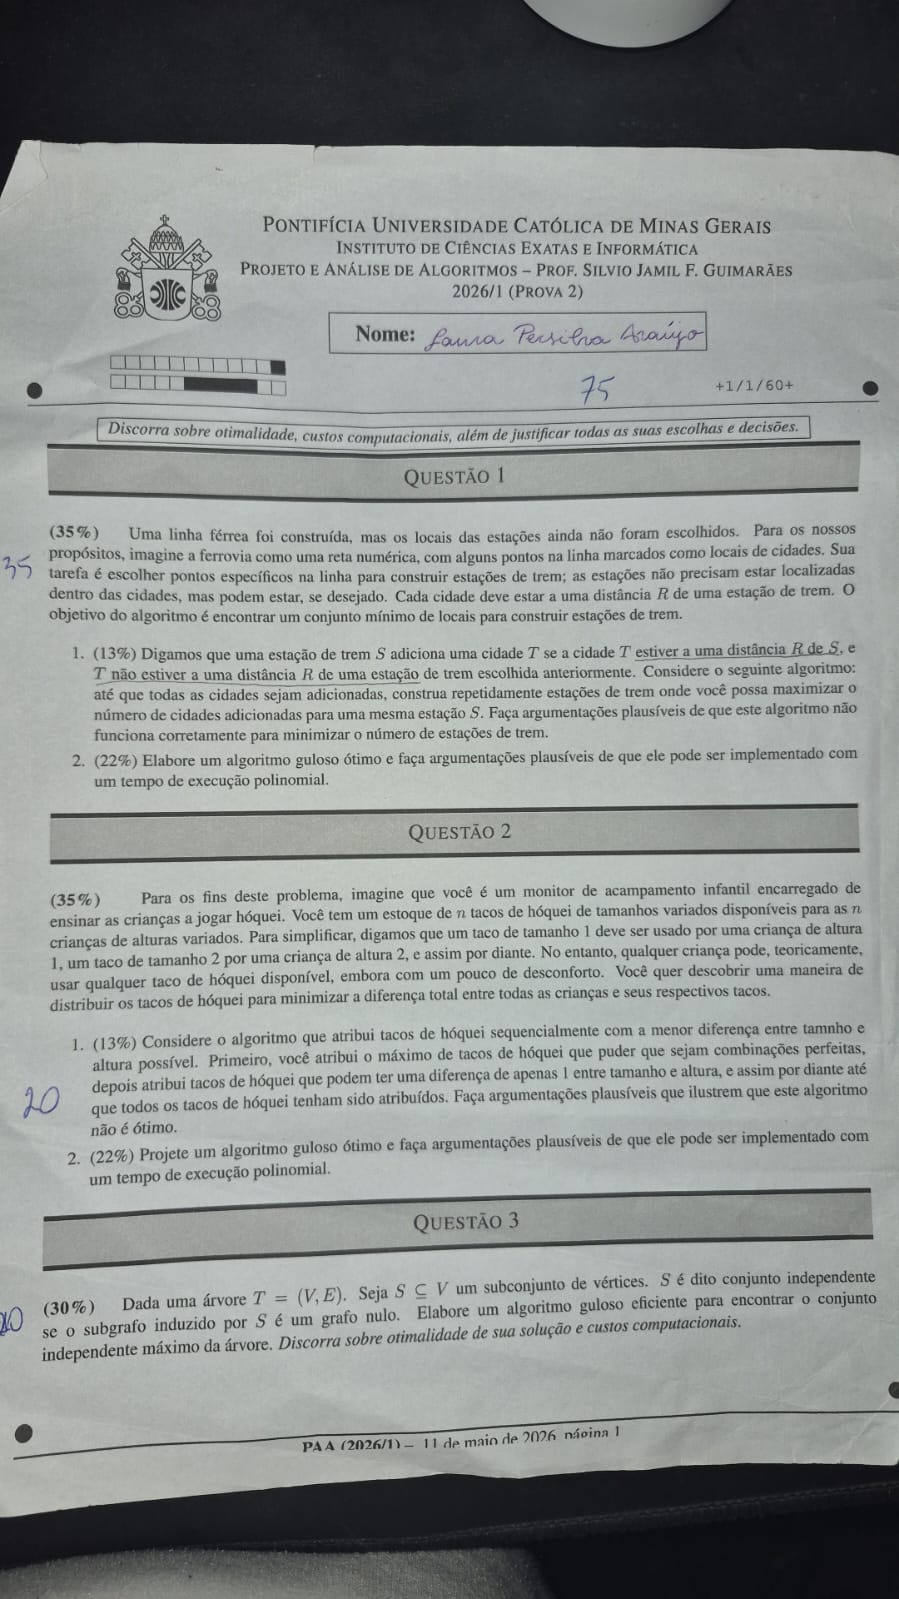 PONTIFÍCIA UNIVERSIDADE CATÓLICA DE MINAS GERAIS
INSTITUTO DE CIÊNCIAS EXATAS E INFORMÁTICA
PROJETO E ANÁLISE DE ALGORITMOS – PROF. SILVIO JAMIL F. GUIMARÃES
2026/1 (PROVA 2)
Nome: Laura Persilva Araújo
75 +1/1/60+
Discorra sobre otimalidade, custos computacionais, além de justificar todas as suas escolhas e decisões.
QUESTÃO 1
(35%) Uma linha férrea foi construída, mas os locais das estações ainda não foram escolhidos. Para os nossos
35 propósitos, imagine a ferrovia como uma reta numérica, com alguns pontos na linha marcados como locais de cidades. Sua
tarefa é escolher pontos específicos na linha para construir estações de trem; as estações não precisam estar localizadas
dentro das cidades, mas podem estar, se desejado. Cada cidade deve estar a uma distância R de uma estação de trem. O
objetivo do algoritmo é encontrar um conjunto mínimo de locais para construir estações de trem.
1. (13%) Digamos que uma estação de trem S adiciona uma cidade T se a cidade T estiver a uma distância R de S, e
T não estiver a uma distância R de uma estação de trem escolhida anteriormente. Considere o seguinte algoritmo:
até que todas as cidades sejam adicionadas, construa repetidamente estações de trem onde você possa maximizar o
número de cidades adicionadas para uma mesma estação S. Faça argumentações plausíveis de que este algoritmo não
funciona corretamente para minimizar o número de estações de trem.
2. (22%) Elabore um algoritmo guloso ótimo e faça argumentações plausíveis de que ele pode ser implementado com
um tempo de execução polinomial.
QUESTÃO 2
(35%) Para os fins deste problema, imagine que você é um monitor de acampamento infantil encarregado de
ensinar as crianças a jogar hóquei. Você tem um estoque de n tacos de hóquei de tamanhos variados disponíveis para as n
crianças de alturas variados. Para simplificar, digamos que um taco de tamanho 1 deve ser usado por uma criança de altura
1, um taco de tamanho 2 por uma criança de altura 2, e assim por diante. No entanto, qualquer criança pode, teoricamente,
usar qualquer taco de hóquei disponível, embora com um pouco de desconforto. Você quer descobrir uma maneira de
distribuir os tacos de hóquei para minimizar a diferença total entre todas as crianças e seus respectivos tacos.
1. (13%) Considere o algoritmo que atribui tacos de hóquei sequencialmente com a menor diferença entre tamnho e
altura possível. Primeiro, você atribui o máximo de tacos de hóquei que puder que sejam combinações perfeitas,
20 depois atribui tacos de hóquei que podem ter uma diferença de apenas 1 entre tamanho e altura, e assim por diante até
que todos os tacos de hóquei tenham sido atribuídos. Faça argumentações plausíveis que ilustrem que este algoritmo
não é ótimo.
2. (22%) Projete um algoritmo guloso ótimo e faça argumentações plausíveis de que ele pode ser implementado com
um tempo de execução polinomial.
QUESTÃO 3
(30%) Dada uma árvore T = (V, E). Seja S ⊆ V um subconjunto de vértices. S é dito conjunto independente
se o subgrafo induzido por S é um grafo nulo. Elabore um algoritmo guloso eficiente para encontrar o conjunto
independente máximo da árvore. Discorra sobre otimalidade de sua solução e custos computacionais.
PAA (2026/1) – 11 de maio de 2026 página 1